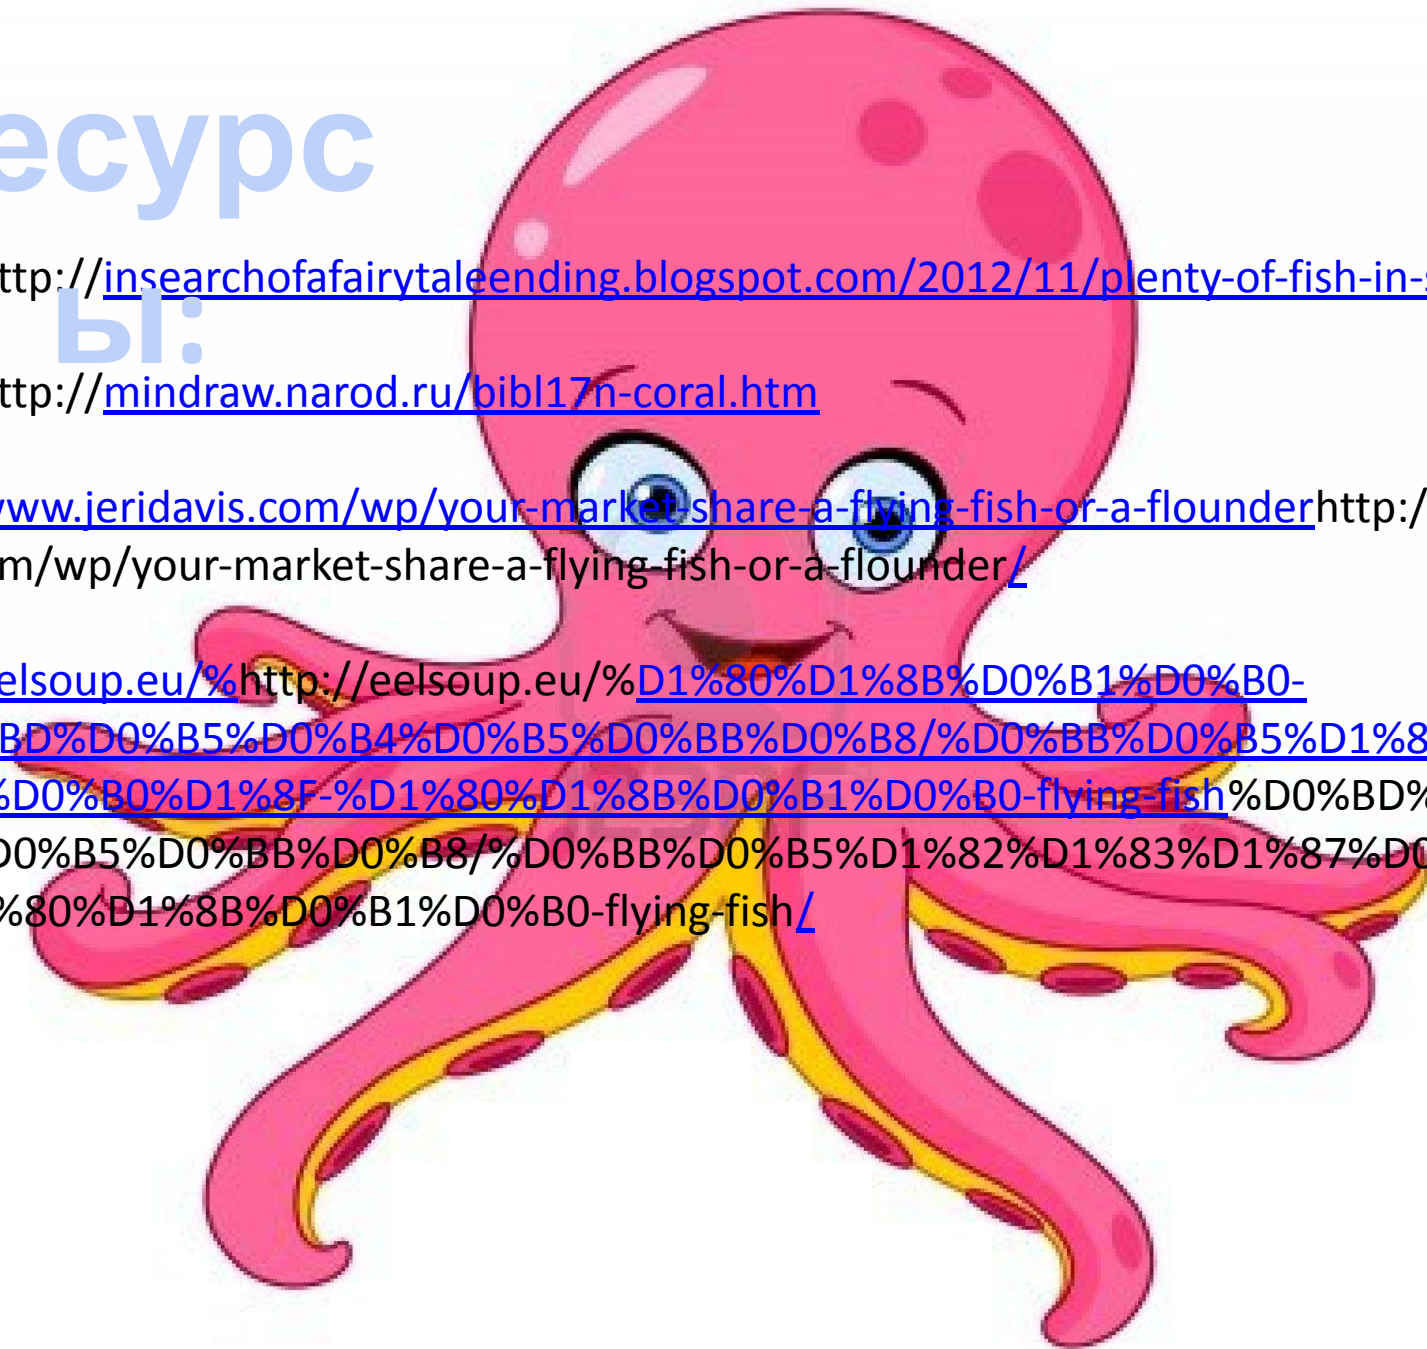 есурс
ttp://insearchofafairytaleending.blogspot.com/2012/11/plenty-of-fish-in-s
ы:
ttp://mindraw.narod.ru/bibl17n-coral.htm
www.jeridavis.com/wp/your-market-share-a-flying-fish-or-a-flounderhttp:/
m/wp/your-market-share-a-flying-fish-or-a-flounder/
elsoup.eu/%http://eelsoup.eu/%D1%80%D1%8B%D0%B1%D0%B0-
BD%D0%B5%D0%B4%D0%B5%D0%BB%D0%B8/%D0%BB%D0%B5%D1%8
%D0%B0%D1%8F-%D1%80%D1%8B%D0%B1%D0%B0-flying-fish%D0%BD%
D0%B5%D0%BB%D0%B8/%D0%BB%D0%B5%D1%82%D1%83%D1%87%D0
%80%D1%8B%D0%B1%D0%B0-flying-fish/